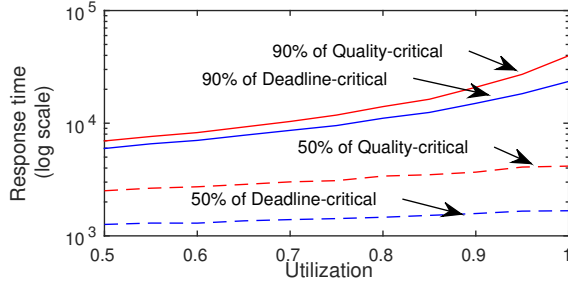 10^5
90% of Quality-critical
90% of Deadline-critical
10^4
50% of Quality-critical
50% of Deadline-critical
10^3
0.5 0.6 0.7 0.8 0.9 1
Utilization
Response time
(log scale)